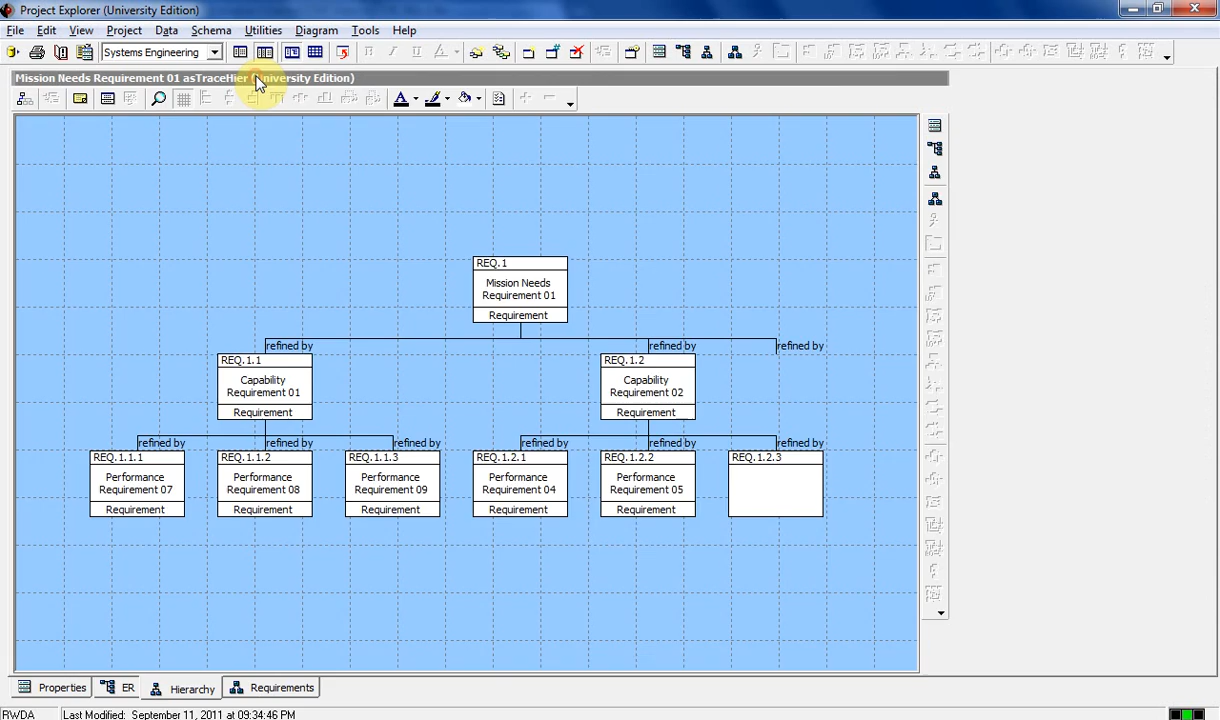 Project Explorer (University Edition)
File Edit View Project Data Schema Utilities Diagram Tools Help
Systems Engineering
Mission Needs Requirement 01 asTraceHier (University Edition)
REQ.1
Mission Needs
Requirement 01
Requirement
refined by refined by refined by
REQ.1.1 REQ.1.2
Capability Capability
Requirement 01 Requirement 02
Requirement Requirement
refined by refined by refined by refined by refined by refined by
REQ.1.1.1 REQ.1.1.2 REQ.1.1.3 REQ.1.2.1 REQ.1.2.2 REQ.1.2.3
Performance Performance Performance Performance Performance
Requirement 07 Requirement 08 Requirement 09 Requirement 04 Requirement 05
Requirement Requirement Requirement Requirement Requirement
Properties ER Hierarchy Requirements
RWDA Last Modified: September 11, 2011 at 09:34:46 PM